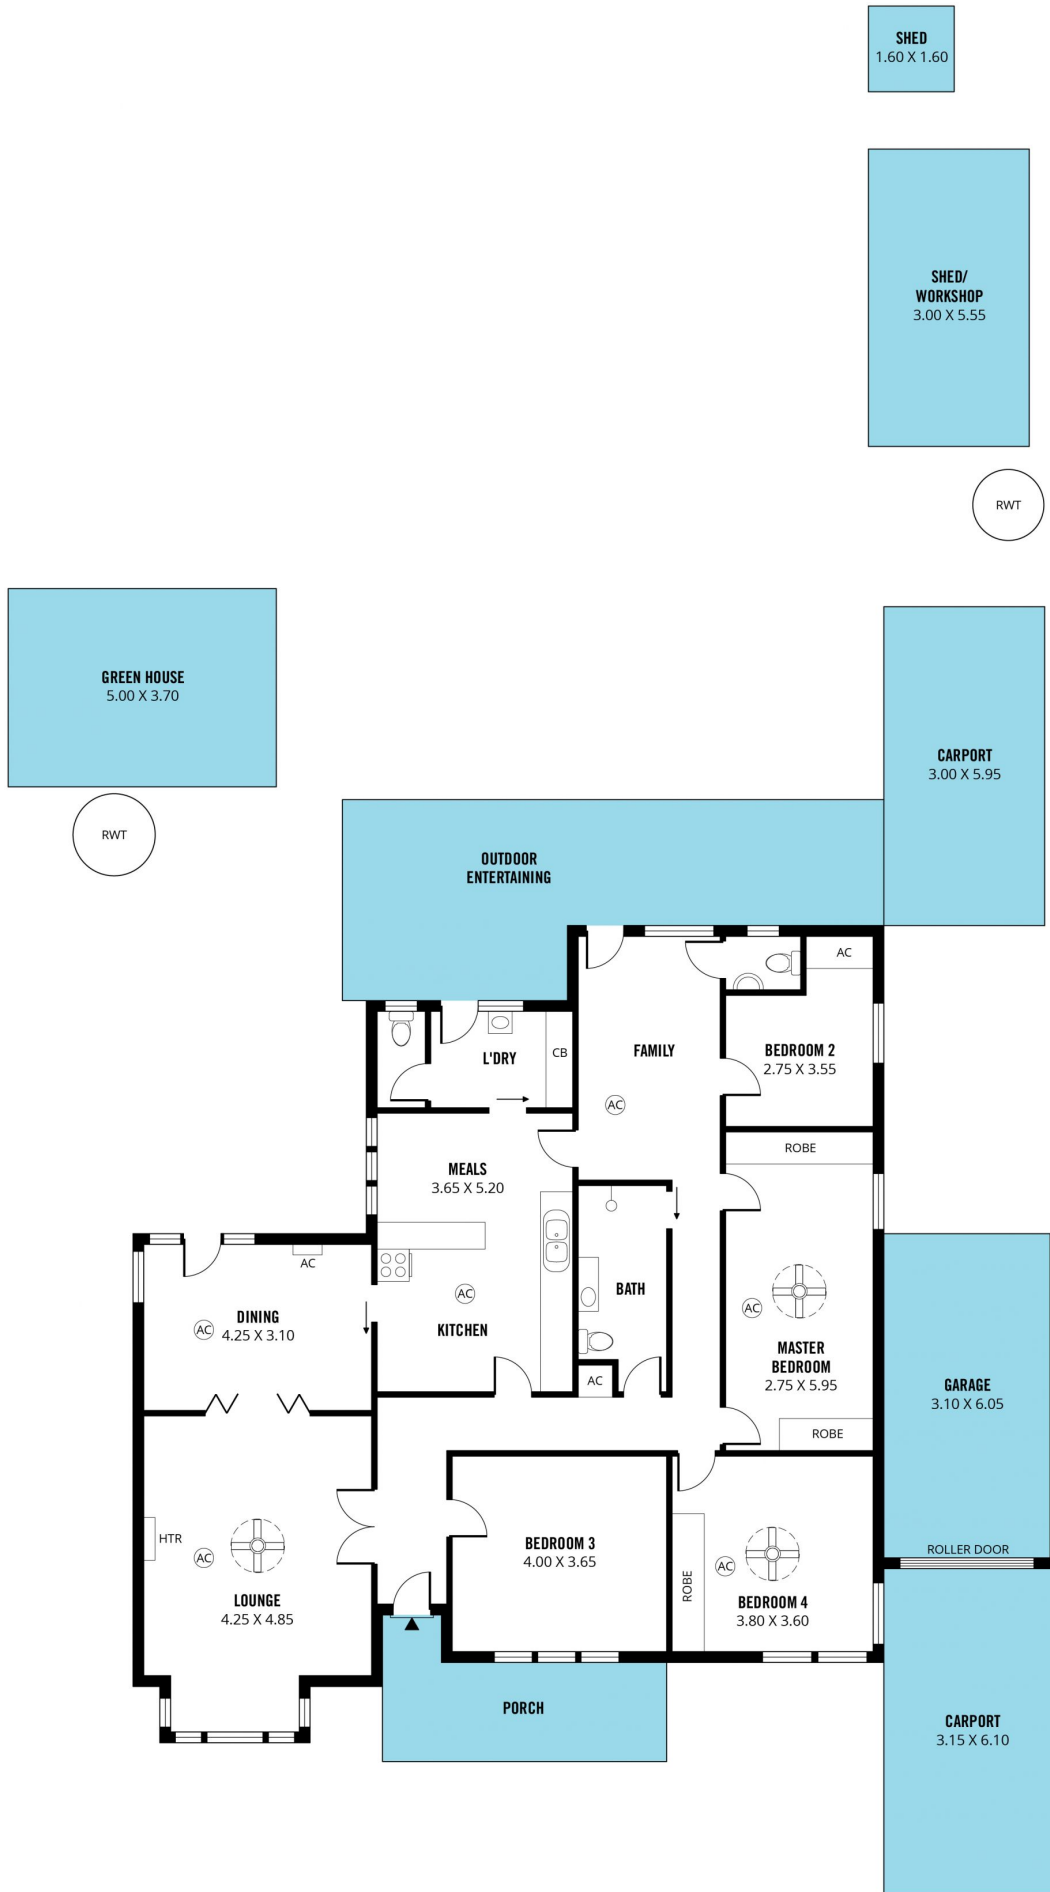 SHED
1.60 X 1.60
SHED/
WORKSHOP
3.00 X 5.55
RWT
GREEN HOUSE
5.00 X 3.70
RWT
CARPORT
3.00 X 5.95
OUTDOOR
ENTERTAINING
AC
L'DRY
CB
FAMILY
AC
BEDROOM 2
2.75 X 3.55
MEALS
3.65 X 5.20
ROBE
AC
DINING
AC
4.25 X 3.10
AC
KITCHEN
BATH
AC
AC
MASTER
BEDROOM
2.75 X 5.95
ROBE
GARAGE
3.10 X 6.05
ROLLER DOOR
HTR
AC
LOUNGE
4.25 X 4.85
BEDROOM 3
4.00 X 3.65
ROBE
AC
BEDROOM 4
3.80 X 3.60
PORCH
CARPORT
3.15 X 6.10